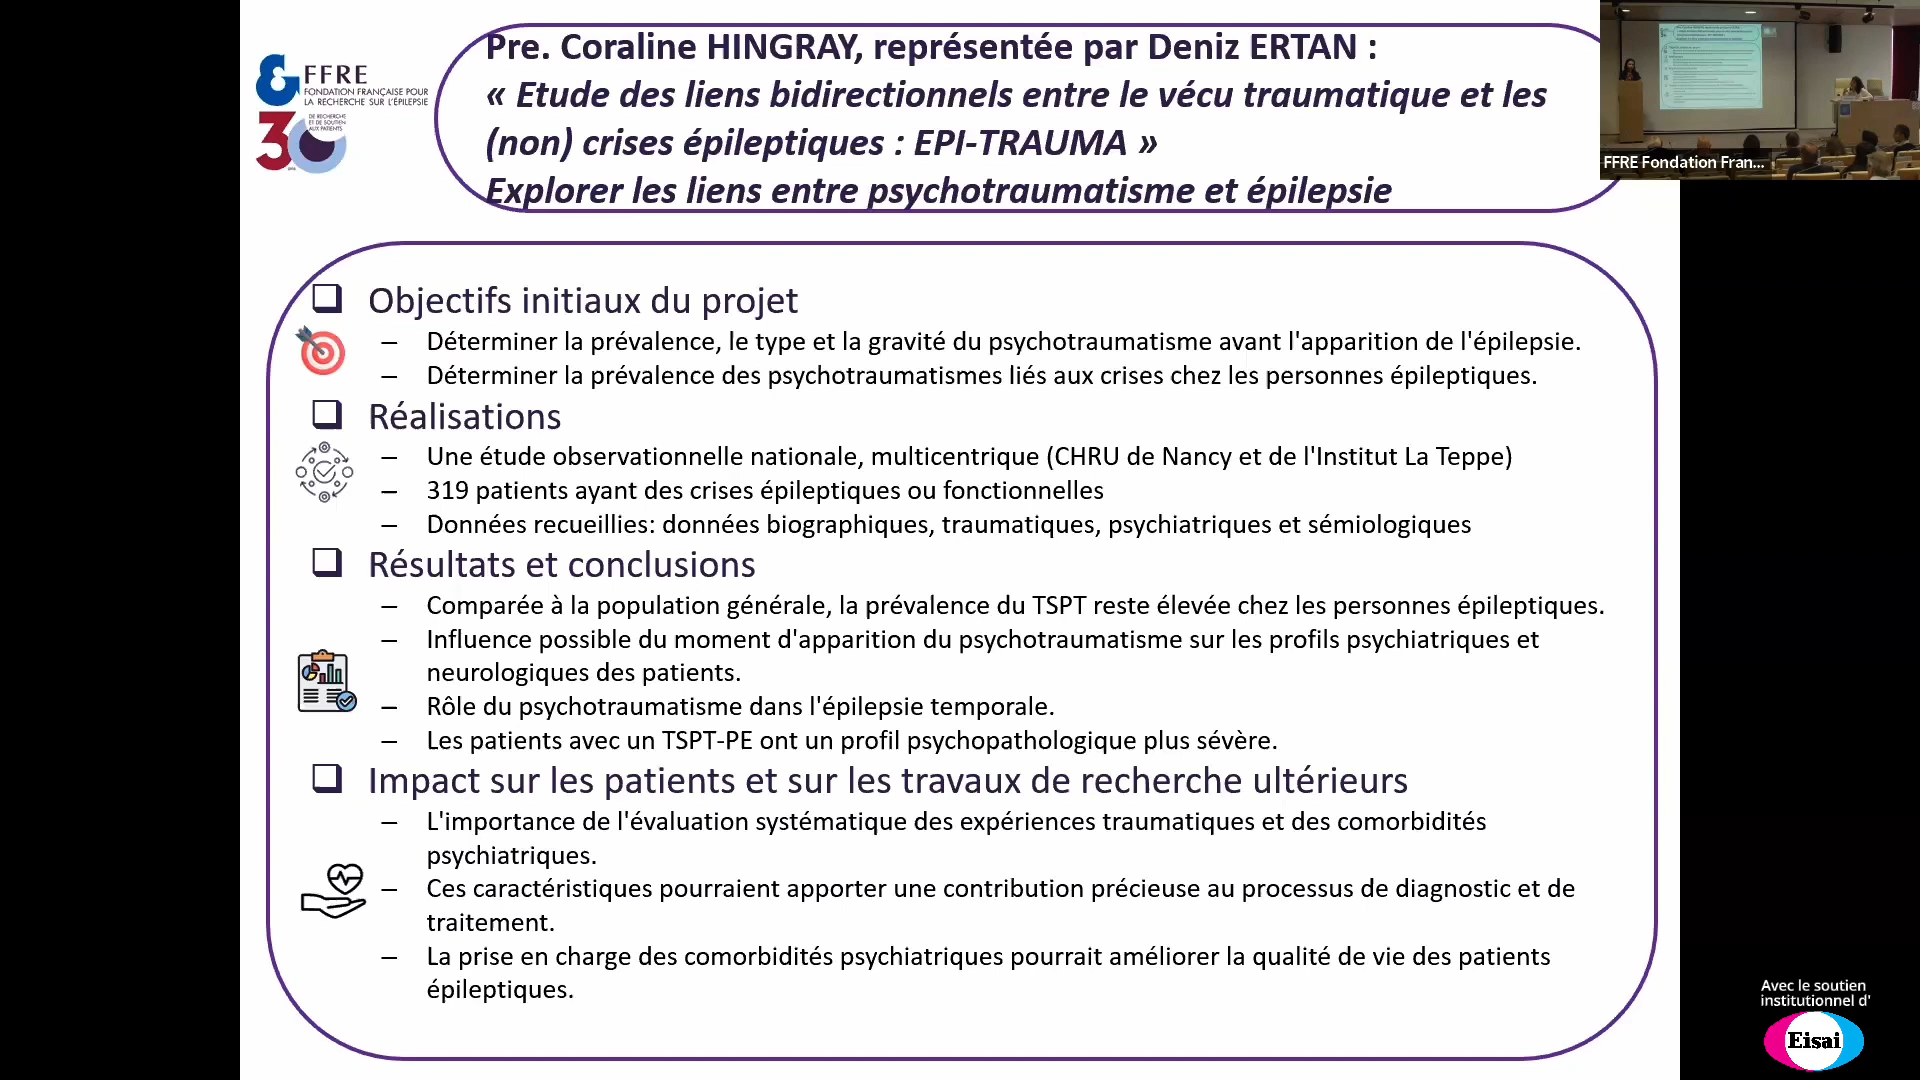 Pre. Coraline HINGRAY, représentée par Deniz ERTAN :
« Etude des liens bidirectionnels entre le vécu traumatique et les
(non) crises épileptiques : EPI-TRAUMA »
Explorer les liens entre psychotraumatisme et épilepsie
FFRE
FONDATION FRANÇAISE POUR
LA RECHERCHE SUR L'ÉPILEPSIE
30
DE RECHERCHE
ET DE SOUTIEN
AUX PATIENTS
FFRE Fondation Fran...
❑ Objectifs initiaux du projet
– Déterminer la prévalence, le type et la gravité du psychotraumatisme avant l'apparition de l'épilepsie.
– Déterminer la prévalence des psychotraumatismes liés aux crises chez les personnes épileptiques.
❑ Réalisations
– Une étude observationnelle nationale, multicentrique (CHRU de Nancy et de l'Institut La Teppe)
– 319 patients ayant des crises épileptiques ou fonctionnelles
– Données recueillies: données biographiques, traumatiques, psychiatriques et sémiologiques
❑ Résultats et conclusions
– Comparée à la population générale, la prévalence du TSPT reste élevée chez les personnes épileptiques.
– Influence possible du moment d'apparition du psychotraumatisme sur les profils psychiatriques et
neurologiques des patients.
– Rôle du psychotraumatisme dans l'épilepsie temporale.
– Les patients avec un TSPT-PE ont un profil psychopathologique plus sévère.
❑ Impact sur les patients et sur les travaux de recherche ultérieurs
– L'importance de l'évaluation systématique des expériences traumatiques et des comorbidités
psychiatriques.
– Ces caractéristiques pourraient apporter une contribution précieuse au processus de diagnostic et de
traitement.
– La prise en charge des comorbidités psychiatriques pourrait améliorer la qualité de vie des patients
épileptiques.
Avec le soutien
institutionnel d'
Eisai